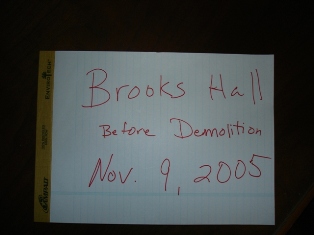 Brooks Hall
Before Demolition
Nov. 9, 2005